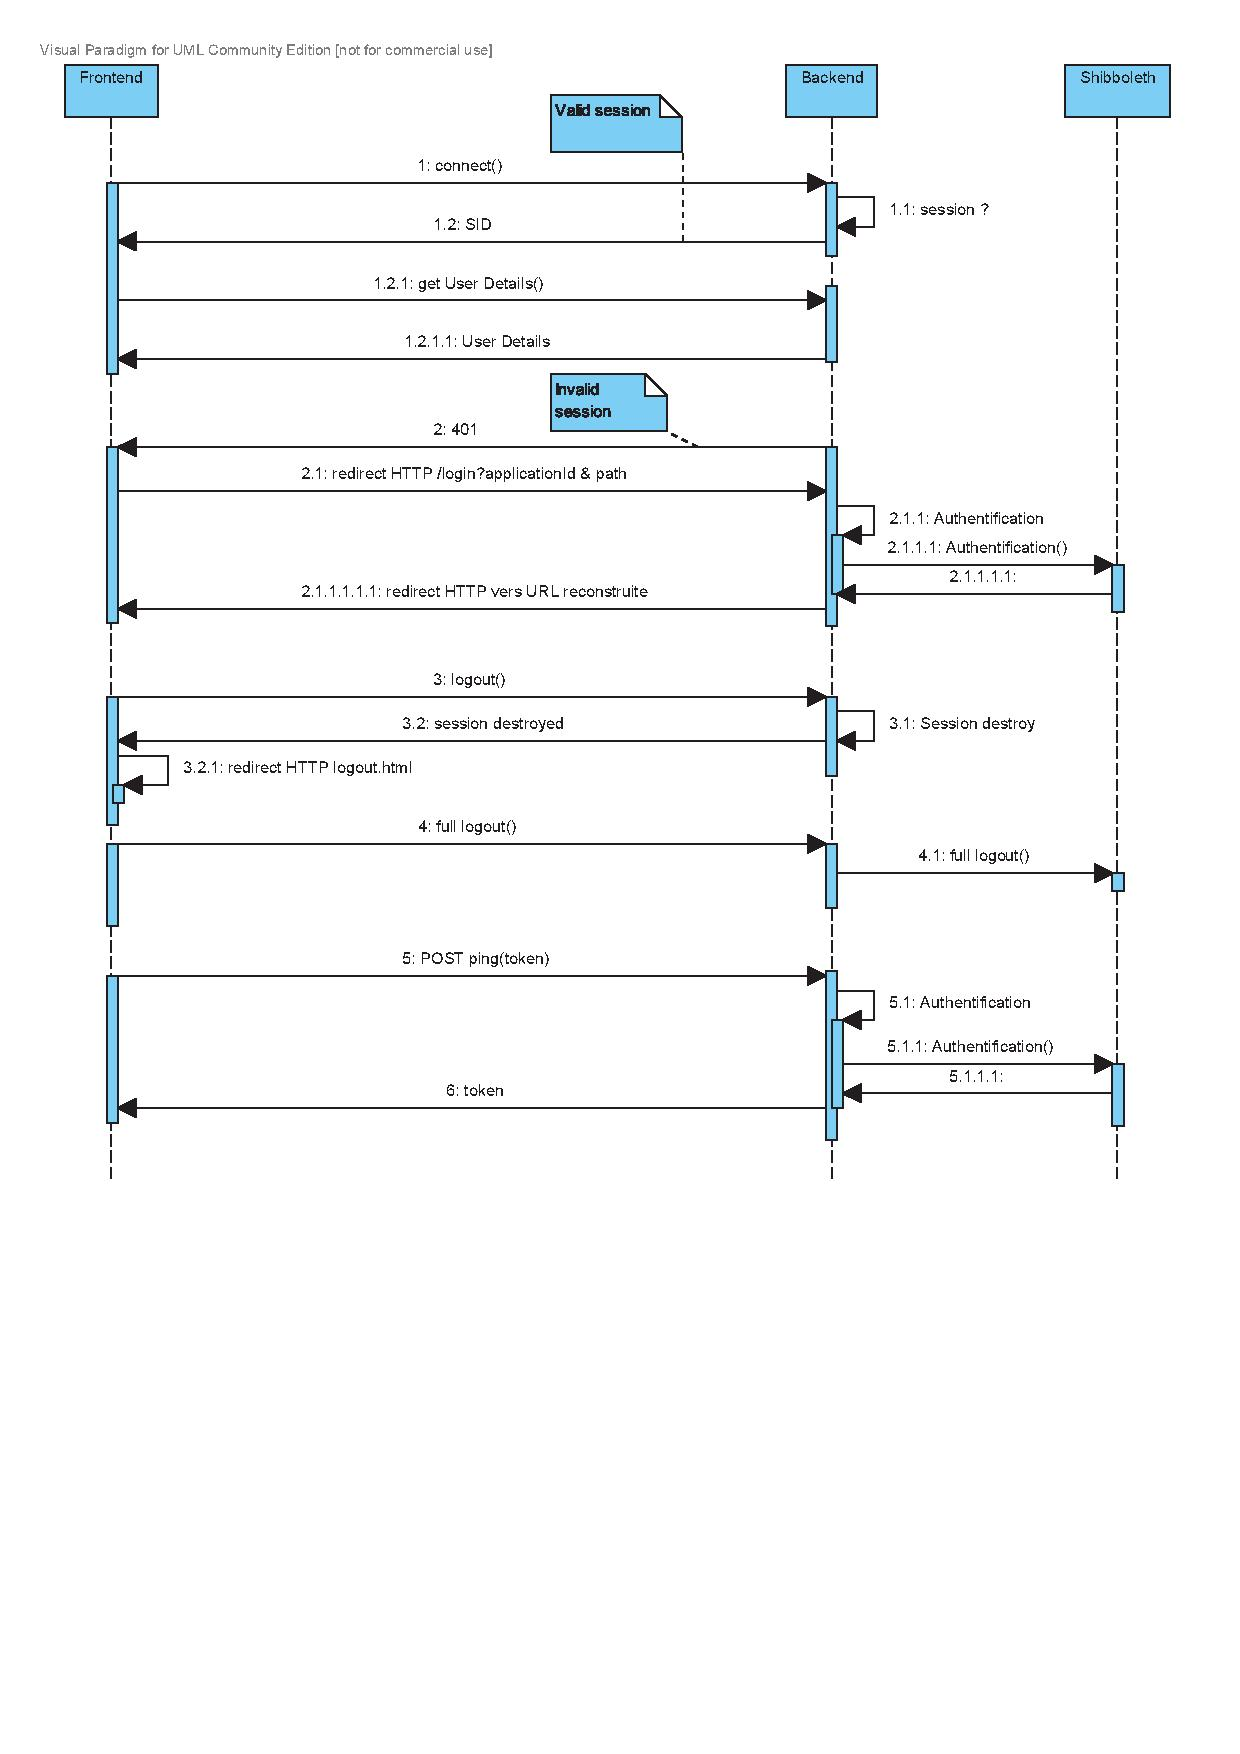 Visual Paradigm for UML Community Edition [not for commercial use]
Frontend
Backend
Shibboleth
Valid session
1: connect()
1.1: session ?
1.2: SID
1.2.1: get User Details()
1.2.1.1: User Details
Invalid
session
2: 401
2.1: redirect HTTP /login?applicationId & path
2.1.1: Authentification
2.1.1.1: Authentification()
2.1.1.1.1:
2.1.1.1.1.1: redirect HTTP vers URL reconstruite
3: logout()
3.2: session destroyed
3.1: Session destroy
3.2.1: redirect HTTP logout.html
4: full logout()
4.1: full logout()
5: POST ping(token)
5.1: Authentification
5.1.1: Authentification()
5.1.1.1:
6: token